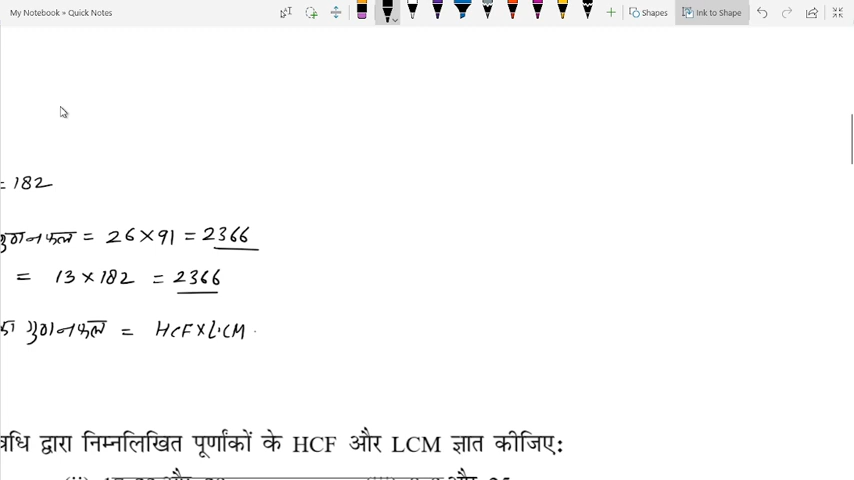 My Notebook » Quick Notes
Shapes
Ink to Shape
= 182
गुणनफल = 26 × 91 = 2366
= 13 × 182 = 2366
का गुणनफल = HCF × L.CM
द्वारा निम्नलिखित पूर्णांकों के HCF और LCM ज्ञात कीजिए: